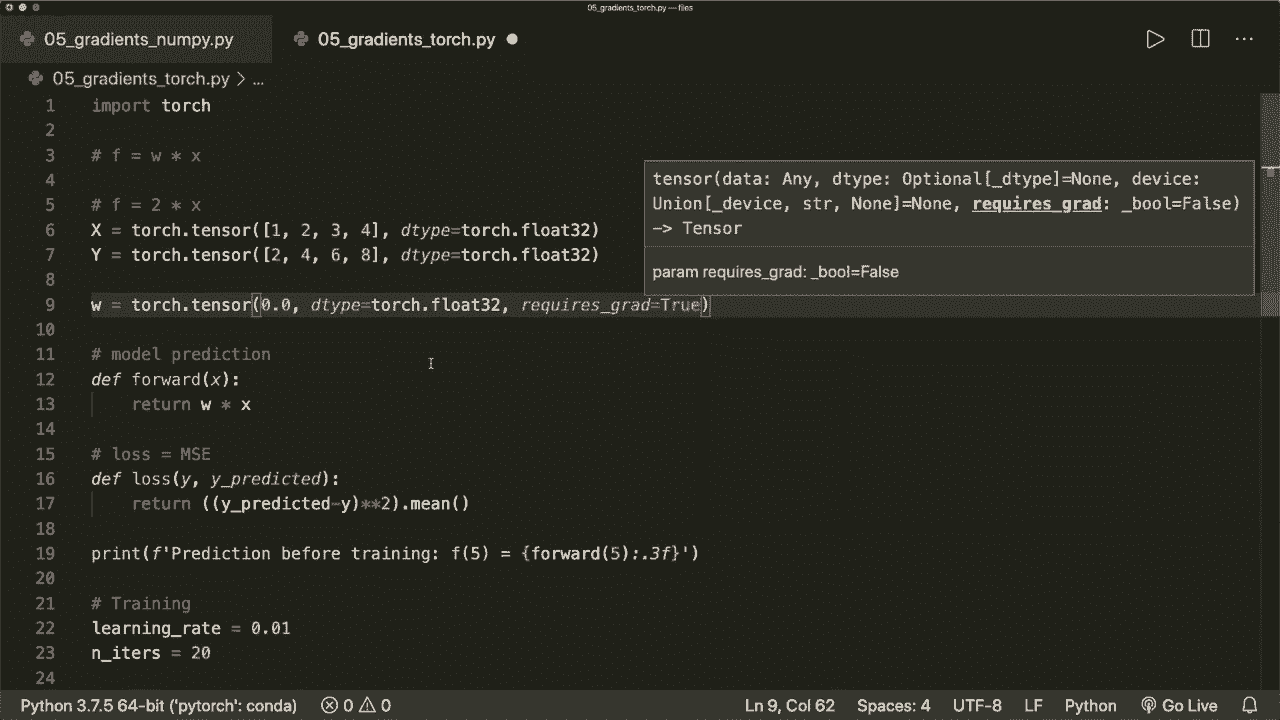 05_gradients_torch.py — files
05_gradients_numpy.py
05_gradients_torch.py
05_gradients_torch.py > ...
1 import torch
2
3 # f = w * x
4
5 # f = 2 * x
6 X = torch.tensor([1, 2, 3, 4], dtype=torch.float32)
7 Y = torch.tensor([2, 4, 6, 8], dtype=torch.float32)
8
9 w = torch.tensor(0.0, dtype=torch.float32, requires_grad=True)
tensor(data: Any, dtype: Optional[_dtype]=None, device:
Union[_device, str, None]=None, requires_grad: _bool=False)
—> Tensor
param requires_grad: _bool=False
10
11 # model prediction
12 def forward(x):
13 return w * x
14
15 # loss = MSE
16 def loss(y, y_predicted):
17 return ((y_predicted-y)**2).mean()
18
19 print(f'Prediction before training: f(5) = {forward(5):.3f}')
20
21 # Training
22 learning_rate = 0.01
23 n_iters = 20
24
Python 3.7.5 64-bit ('pytorch': conda) 0 0 Ln 9, Col 62 Spaces: 4 UTF-8 LF Python Go Live